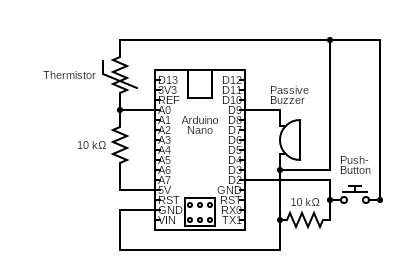 Thermistor
10 kΩ
D13
3V3
REF
A0
A1
A2
A3
A4
A5
A6
A7
5V
RST
GND
VIN
Arduino
Nano
D12
D11
D10
D9
D8
D7
D6
D5
D4
D3
D2
GND
RST
RX0
TX1
Passive
Buzzer
Push-
Button
10 kΩ